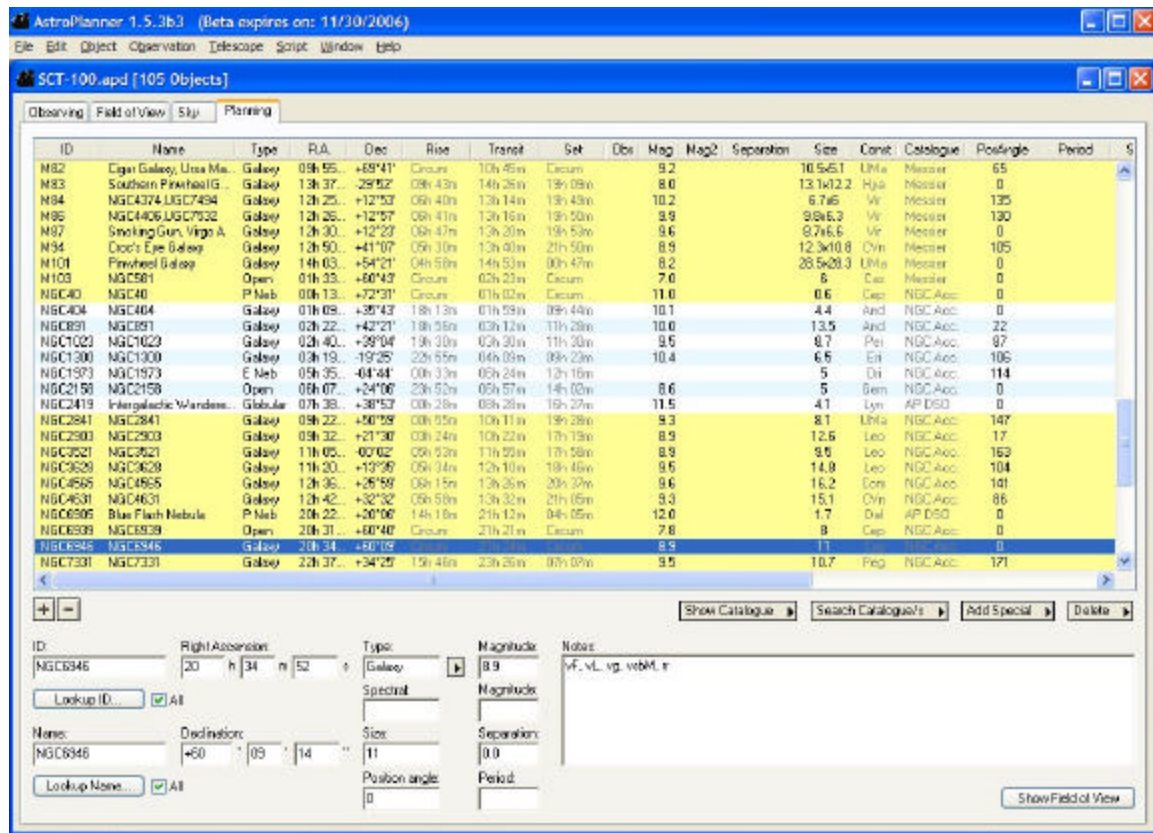 AstroPlanner 1.5.3b3 (Beta expires on: 11/30/2006)
File Edit Object Observation Telescope Script Window Help
SCT-100.apd [105 Objects]
Observing Field of View Sky Planning
ID Name Type R.A. Dec Rise Transit Set Obs Mag Mag2 Separation Size Const Catalogue PosAngle Period S
M82 Cigar Galaxy, Ursa Ma... Galaxy 09h 55... +69°41' Circum 10h 45m Circum 9.2 10.5x5.1 UMa Messier 65
M83 Southern Pinwheel G... Galaxy 13h 37... -29°52' 09h 43m 14h 26m 19h 09m 8.0 13.1x12.2 Hya Messier 0
M84 NGC4374,UGC7494 Galaxy 12h 25... +12°53' 06h 40m 13h 14m 19h 49m 10.2 6.7x6 Vir Messier 135
M86 NGC4406,UGC7532 Galaxy 12h 26... +12°57' 06h 41m 13h 16m 19h 50m 9.9 9.8x6.3 Vir Messier 130
M87 Smoking Gun, Virgo A Galaxy 12h 30... +12°23' 06h 47m 13h 20m 19h 53m 9.6 8.7x6.6 Vir Messier 0
M94 Croc's Eye Galaxy Galaxy 12h 50... +41°07' 05h 30m 13h 40m 21h 50m 8.9 12.3x10.8 CVn Messier 105
M101 Pinwheel Galaxy Galaxy 14h 03... +54°21' 04h 58m 14h 53m 00h 47m 8.2 28.5x28.3 UMa Messier 0
M103 NGC581 Open 01h 33... +60°43' Circum 02h 23m Circum 7.0 6 Cas Messier 0
NGC40 NGC40 P Neb 00h 13... +72°31' Circum 01h 02m Circum 11.0 0.6 Cep NGC Acc. 0
NGC404 NGC404 Galaxy 01h 09... +35°43' 18h 13m 01h 59m 09h 44m 10.1 4.4 And NGC Acc. 0
NGC891 NGC891 Galaxy 02h 22... +42°21' 18h 56m 03h 12m 11h 28m 10.0 13.5 And NGC Acc. 22
NGC1023 NGC1023 Galaxy 02h 40... +39°04' 19h 30m 03h 30m 11h 30m 9.5 8.7 Per NGC Acc. 87
NGC1300 NGC1300 Galaxy 03h 19... -19°25' 22h 55m 04h 09m 09h 23m 10.4 6.5 Eri NGC Acc. 106
NGC1973 NGC1973 E Neb 05h 35... -04°44' 00h 33m 06h 24m 12h 16m 5 Ori NGC Acc. 114
NGC2158 NGC2158 Open 06h 07... +24°06' 23h 52m 06h 57m 14h 02m 8.6 5 Gem NGC Acc. 0
NGC2419 Intergalactic Wandere... Globular 07h 38... +38°53' 00h 28m 08h 28m 16h 27m 11.5 4.1 Lyn AP DSO 0
NGC2841 NGC2841 Galaxy 09h 22... +50°59' 00h 55m 10h 11m 19h 28m 9.3 8.1 UMa NGC Acc. 147
NGC2903 NGC2903 Galaxy 09h 32... +21°30' 03h 24m 10h 22m 17h 19m 8.9 12.6 Leo NGC Acc. 17
NGC3521 NGC3521 Galaxy 11h 05... -00°02' 05h 53m 11h 55m 17h 58m 8.9 9.5 Leo NGC Acc. 163
NGC3628 NGC3628 Galaxy 11h 20... +13°35' 05h 34m 12h 10m 18h 46m 9.5 14.8 Leo NGC Acc. 104
NGC4565 NGC4565 Galaxy 12h 36... +25°59' 06h 15m 13h 26m 20h 37m 9.6 16.2 Com NGC Acc. 141
NGC4631 NGC4631 Galaxy 12h 42... +32°32' 05h 58m 13h 32m 21h 05m 9.3 15.1 CVn NGC Acc. 86
NGC6905 Blue Flash Nebula P Neb 20h 22... +20°06' 14h 18m 21h 12m 04h 05m 12.0 1.7 Del AP DSO 0
NGC6939 NGC6939 Open 20h 31... +60°40' Circum 21h 21m Circum 7.8 8 Cep NGC Acc. 0
NGC6946 NGC6946 Galaxy 20h 34... +60°09' 8.9 11 0
NGC7331 NGC7331 Galaxy 22h 37... +34°25' 15h 46m 23h 26m 07h 07m 9.5 10.7 Peg NGC Acc. 171
+ - Show Catalogue Search Catalogue/s Add Special Delete
ID: Right Ascension: Type: Magnitude: Notes:
NGC6946 20 h 34 m 52 s Galaxy 8.9 vF, vL, vg, vsbM, rr
Lookup ID... All Spectral: Magnitude:
Name: Declination: Size: Separation:
NGC6946 +60 ° 09 ' 14 " 11 0.0
Lookup Name... All Position angle: Period:
0
Show Field of View